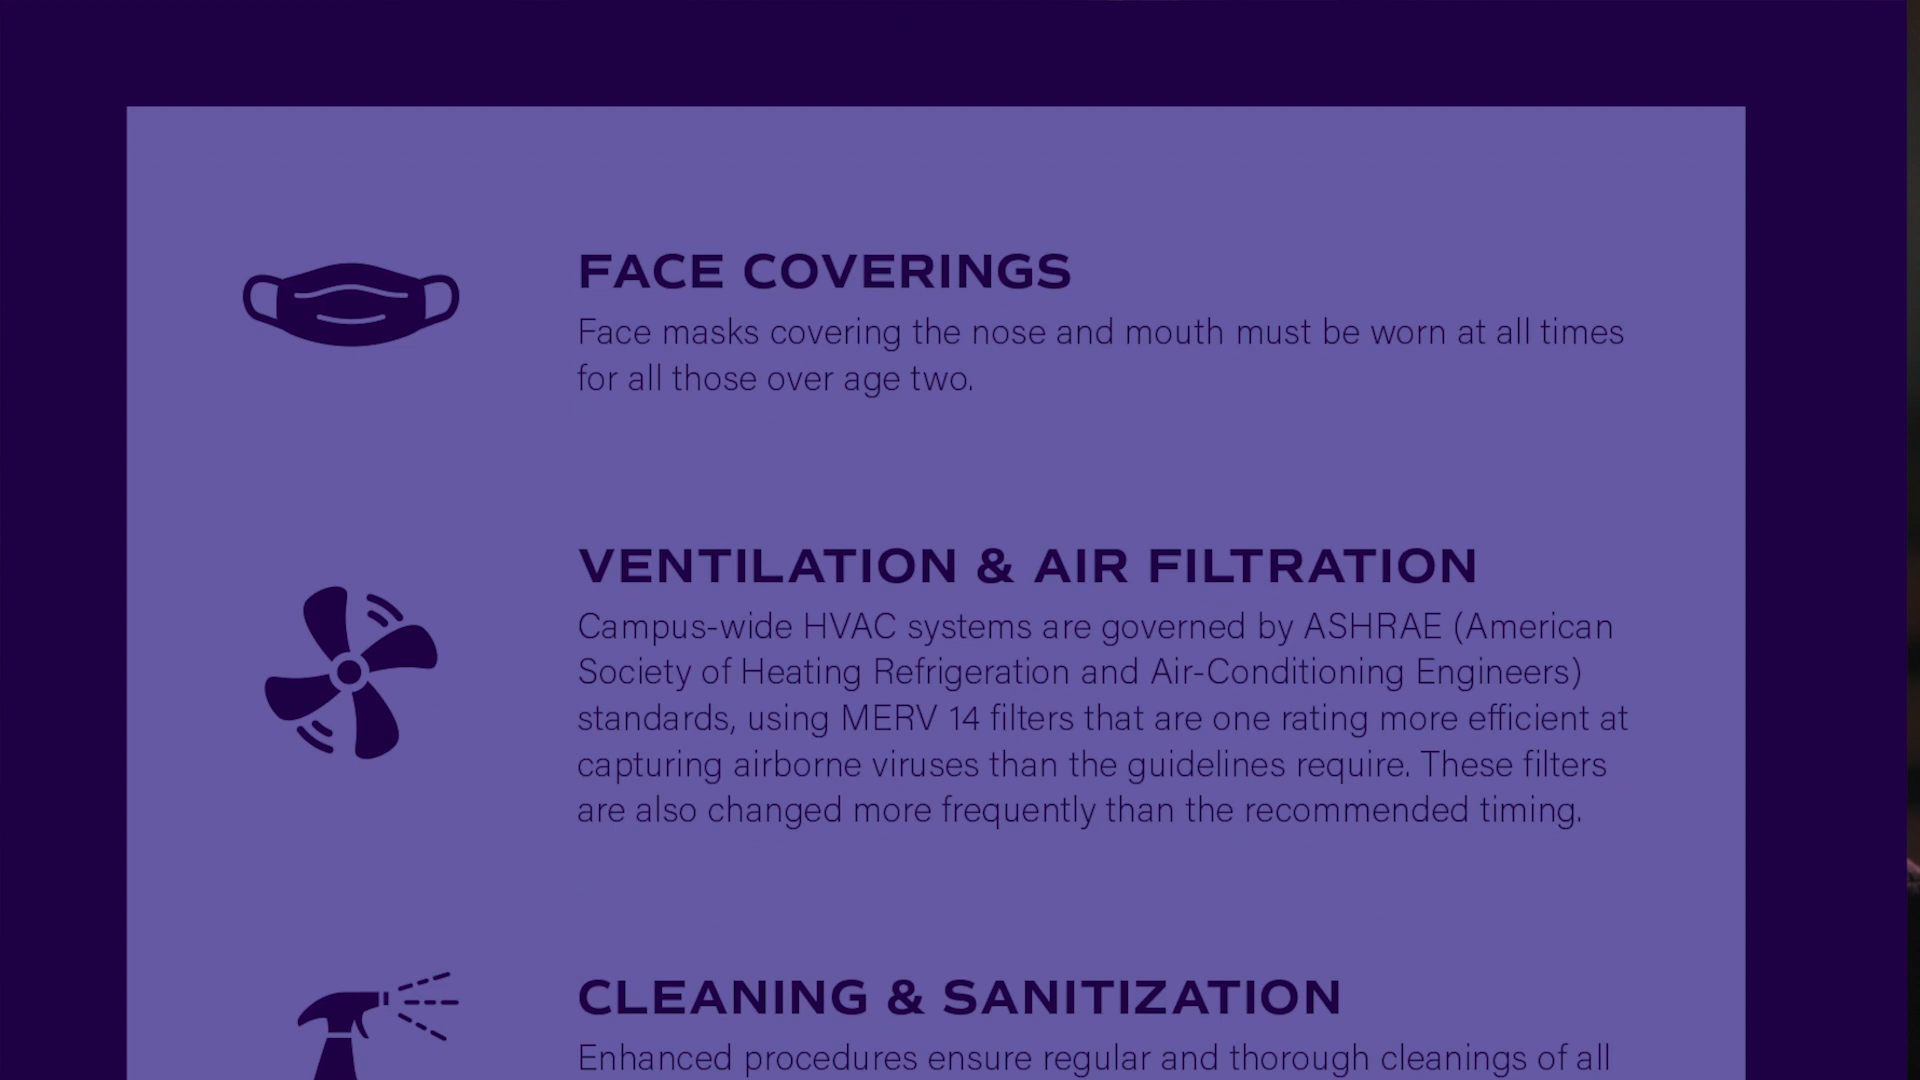 FACE COVERINGS
Face masks covering the nose and mouth must be worn at all times
for all those over age two.
VENTILATION & AIR FILTRATION
Campus-wide HVAC systems are governed by ASHRAE (American
Society of Heating Refrigeration and Air-Conditioning Engineers)
standards, using MERV 14 filters that are one rating more efficient at
capturing airborne viruses than the guidelines require. These filters
are also changed more frequently than the recommended timing.
CLEANING & SANITIZATION
Enhanced procedures ensure regular and thorough cleanings of all